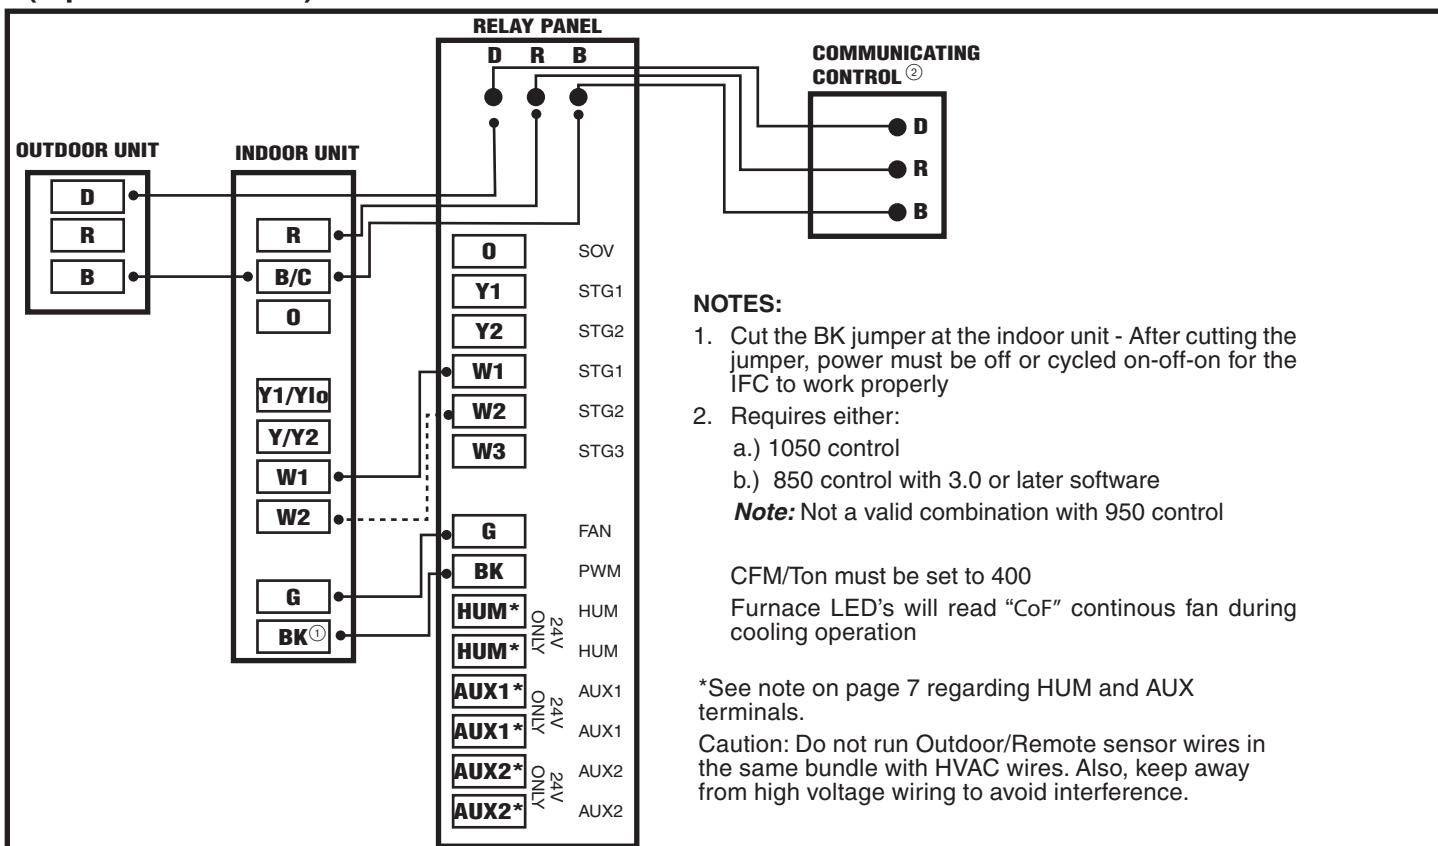 RELAY PANEL
D R B
COMMUNICATING
CONTROL ②
D
R
B
OUTDOOR UNIT
D
R
B
INDOOR UNIT
R
B/C
O
Y1/Ylo
Y/Y2
W1
W2
G
BK①
O SOV
Y1 STG1
Y2 STG2
W1 STG1
W2 STG2
W3 STG3
G FAN
BK PWM
HUM* HUM
24V
ONLY
HUM* HUM
AUX1* AUX1
24V
ONLY
AUX1* AUX1
AUX2* AUX2
24V
ONLY
AUX2* AUX2
NOTES:
1. Cut the BK jumper at the indoor unit - After cutting the
jumper, power must be off or cycled on-off-on for the
IFC to work properly
2. Requires either:
a.) 1050 control
b.) 850 control with 3.0 or later software
Note: Not a valid combination with 950 control
CFM/Ton must be set to 400
Furnace LED's will read “CoF” continous fan during
cooling operation
*See note on page 7 regarding HUM and AUX
terminals.
Caution: Do not run Outdoor/Remote sensor wires in
the same bundle with HVAC wires. Also, keep away
from high voltage wiring to avoid interference.